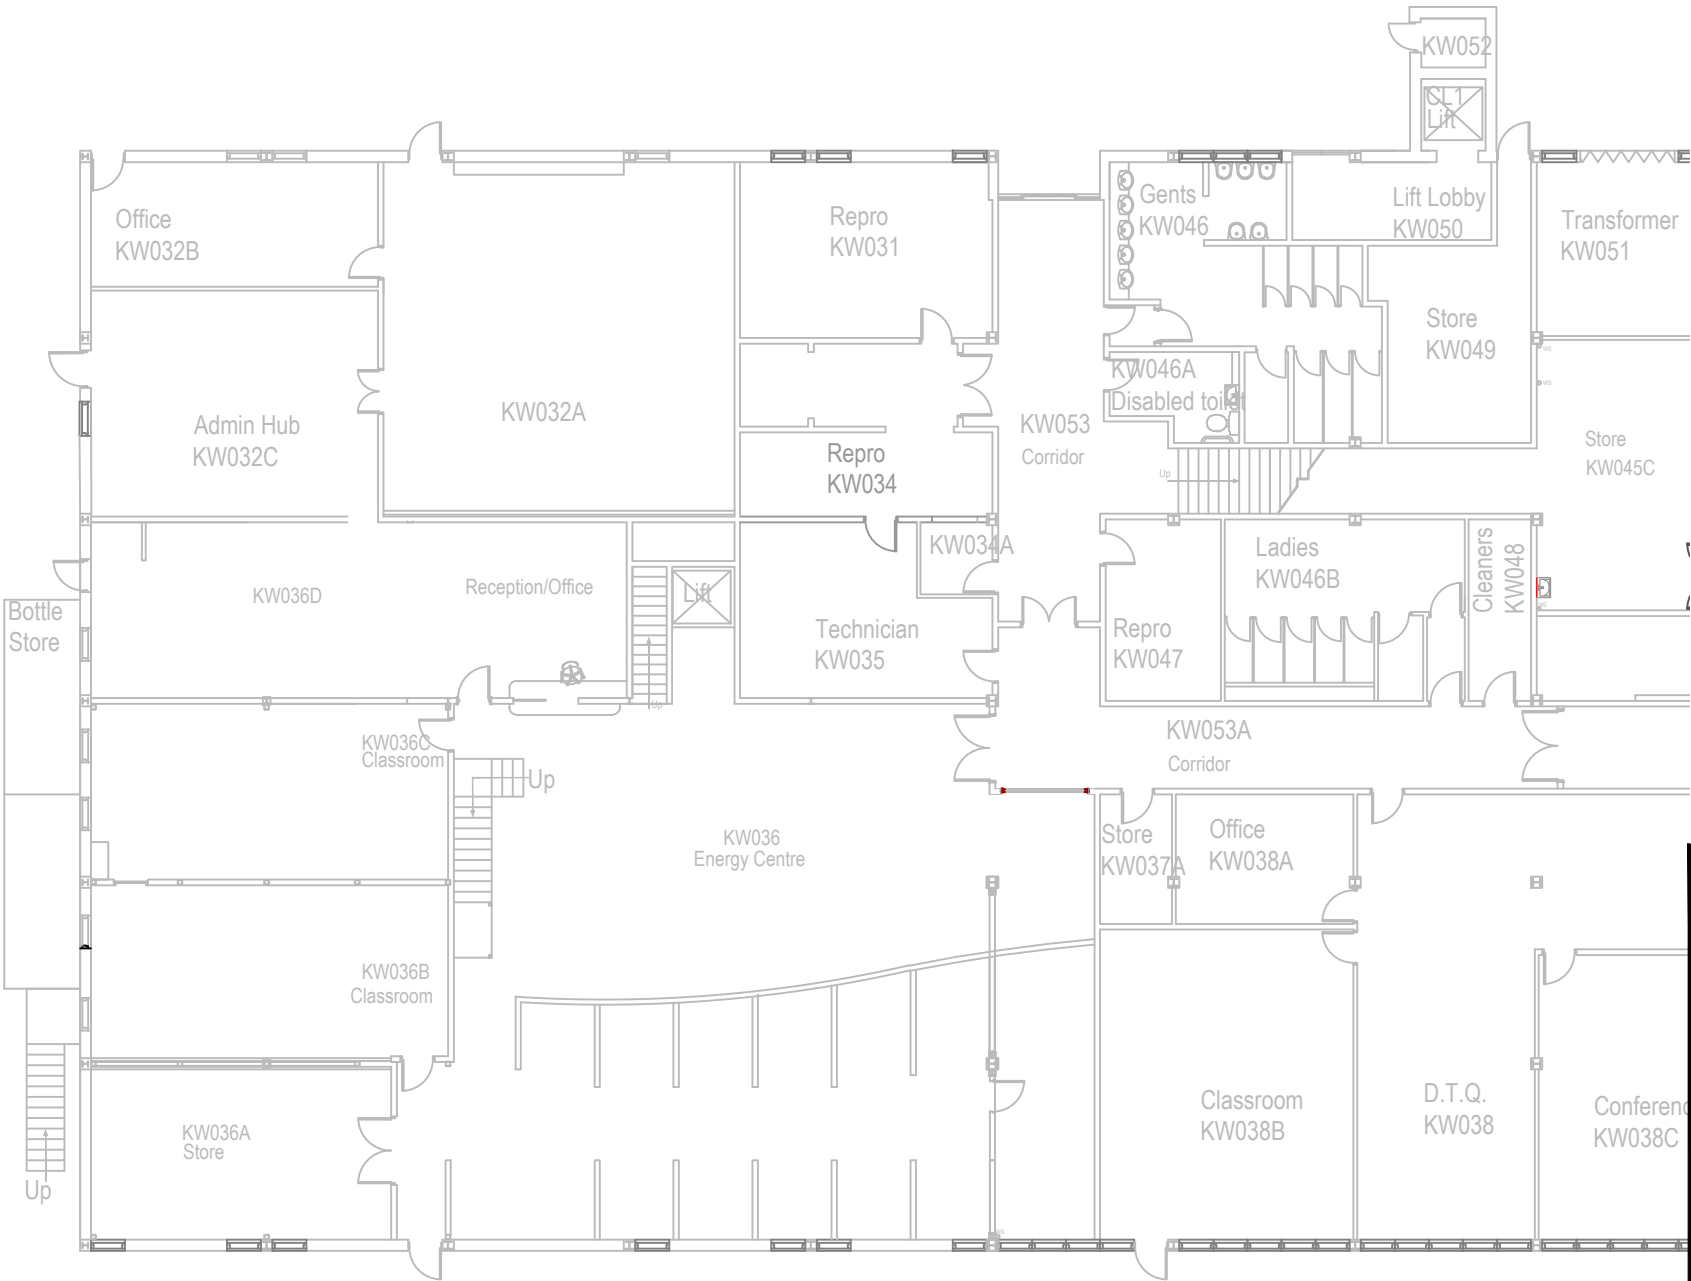 KW052
CL1
Lift
Office
KW032B
Repro
KW031
Gents
KW046
Lift Lobby
KW050
Transformer
KW051
Store
KW049
KW046A
Disabled toilet
Admin Hub
KW032C
KW032A
KW053
Corridor
Repro
KW034
Up
Store
KW045C
KW034A
Ladies
KW046B
Cleaners
KW048
KW036D
Reception/Office
Lift
Bottle
Store
Technician
KW035
Repro
KW047
Up
KW036C
Classroom
KW053A
Corridor
Up
KW036
Energy Centre
Store
KW037A
Office
KW038A
KW036B
Classroom
Classroom
KW038B
D.T.Q.
KW038
Conferenc
KW038C
KW036A
Store
Up